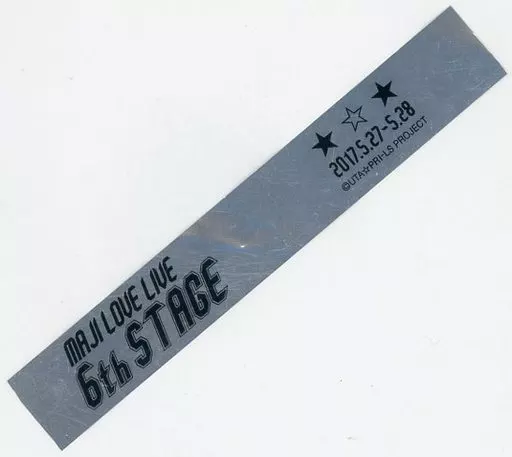 MAJI LOVE LIVE
6th STAGE
★☆★
2017.5.27-5.28
©UTA☆PRI-LS PROJECT